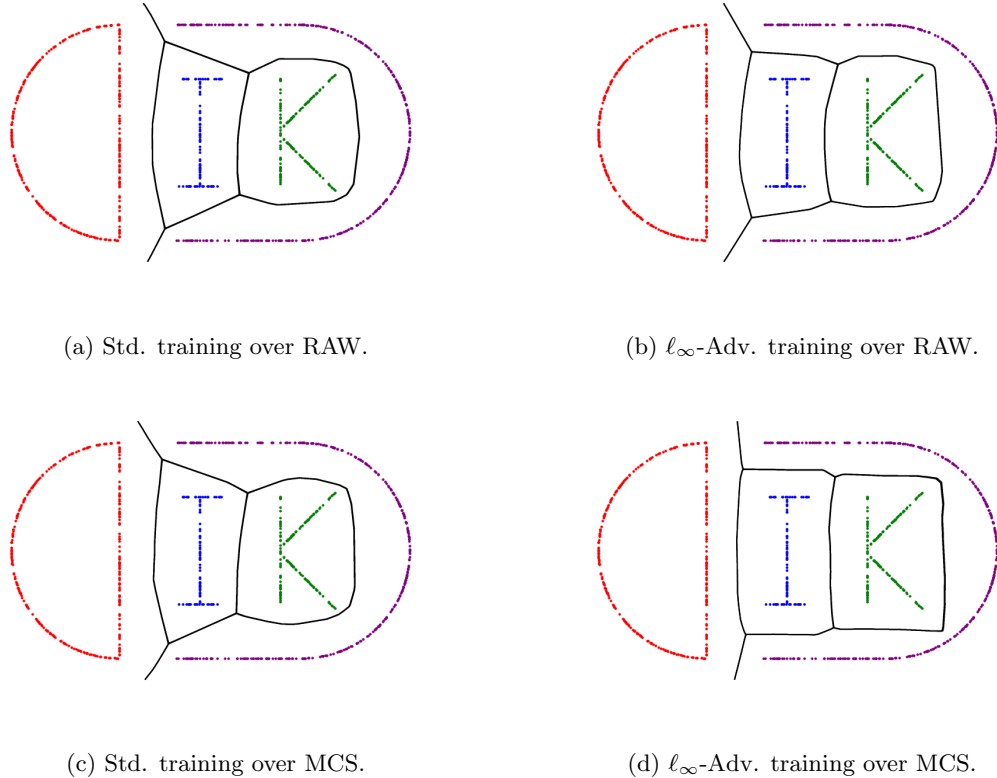 (a) Std. training over RAW.
(b) ℓ∞-Adv. training over RAW.
(c) Std. training over MCS.
(d) ℓ∞-Adv. training over MCS.